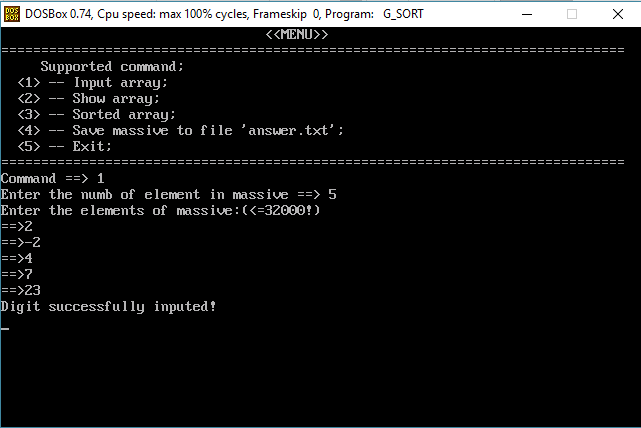 DOS BOX DOSBox 0.74, Cpu speed: max 100% cycles, Frameskip 0, Program: G_SORT
<<MENU>>
================================================================================
Supported command;
<1> -- Input array;
<2> -- Show array;
<3> -- Sorted array;
<4> -- Save massive to file 'answer.txt';
<5> -- Exit;
================================================================================
Command ==> 1
Enter the numb of element in massive ==> 5
Enter the elements of massive:(<=32000!)
==>2
==>-2
==>4
==>7
==>23
Digit successfully inputed!
_